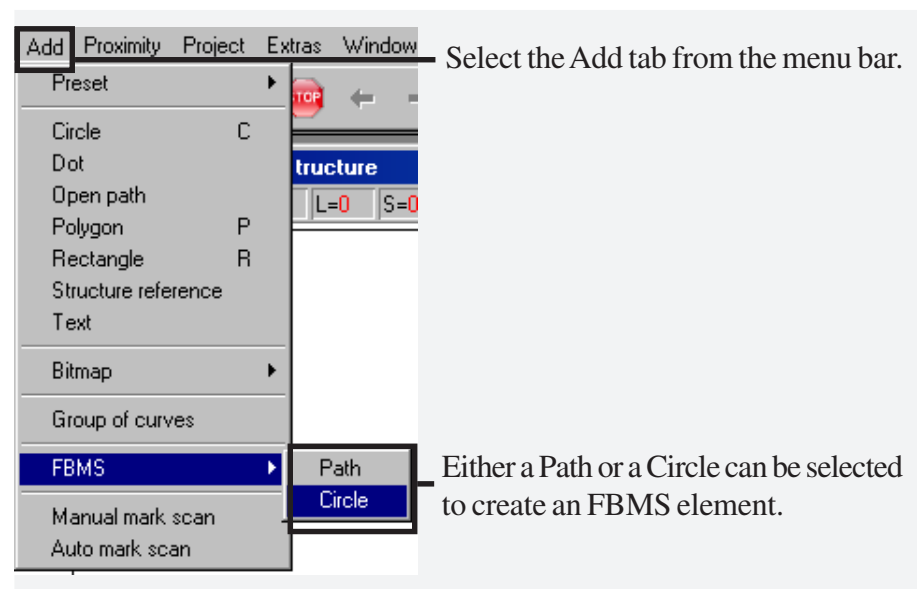 Add Proximity Project Extras Window
Select the Add tab from the menu bar.
Preset
STOP
Circle C
Dot
tructure
Open path
L=0 S=0
Polygon P
Rectangle R
Structure reference
Text
Bitmap
Group of curves
FBMS
Path
Either a Path or a Circle can be selected
Circle
to create an FBMS element.
Manual mark scan
Auto mark scan